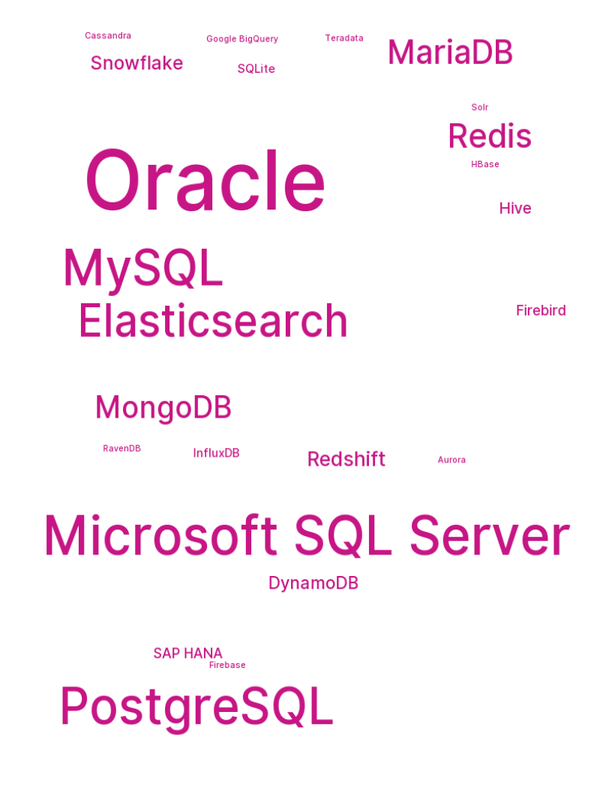 Cassandra
Google BigQuery
Teradata
MariaDB
Snowflake
SQLite
Solr
Redis
HBase
Oracle
Hive
MySQL
Elasticsearch
Firebird
MongoDB
RavenDB
InfluxDB
Redshift
Aurora
Microsoft SQL Server
DynamoDB
SAP HANA
Firebase
PostgreSQL